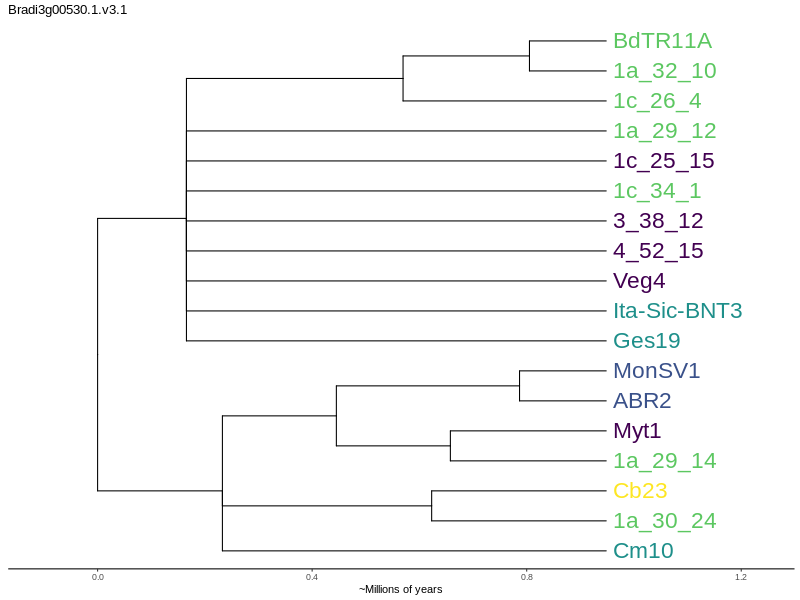 Bradi3g00530.1.v3.1
BdTR11A
1a_32_10
1c_26_4
1a_29_12
1c_25_15
1c_34_1
3_38_12
4_52_15
Veg4
Ita-Sic-BNT3
Ges19
MonSV1
ABR2
Myt1
1a_29_14
Cb23
1a_30_24
Cm10
0.0 0.4 0.8 1.2
~Millions of years